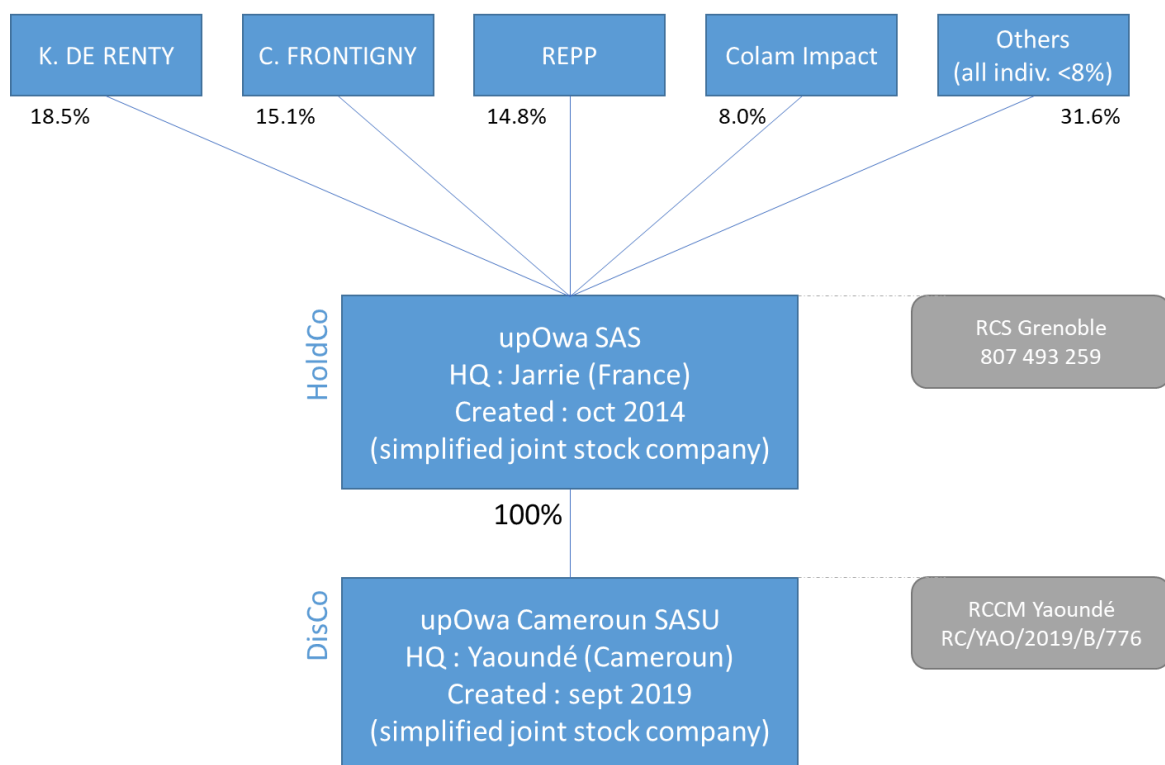 K. DE RENTY
C. FRONTIGNY
REPP
Colam Impact
Others
(all indiv. <8%)
18.5%
15.1%
14.8%
8.0%
31.6%
HoldCo
upOwa SAS
HQ : Jarrie (France)
Created : oct 2014
(simplified joint stock company)
RCS Grenoble
807 493 259
100%
DisCo
upOwa Cameroun SASU
HQ : Yaoundé (Cameroun)
Created : sept 2019
(simplified joint stock company)
RCCM Yaoundé
RC/YAO/2019/B/776